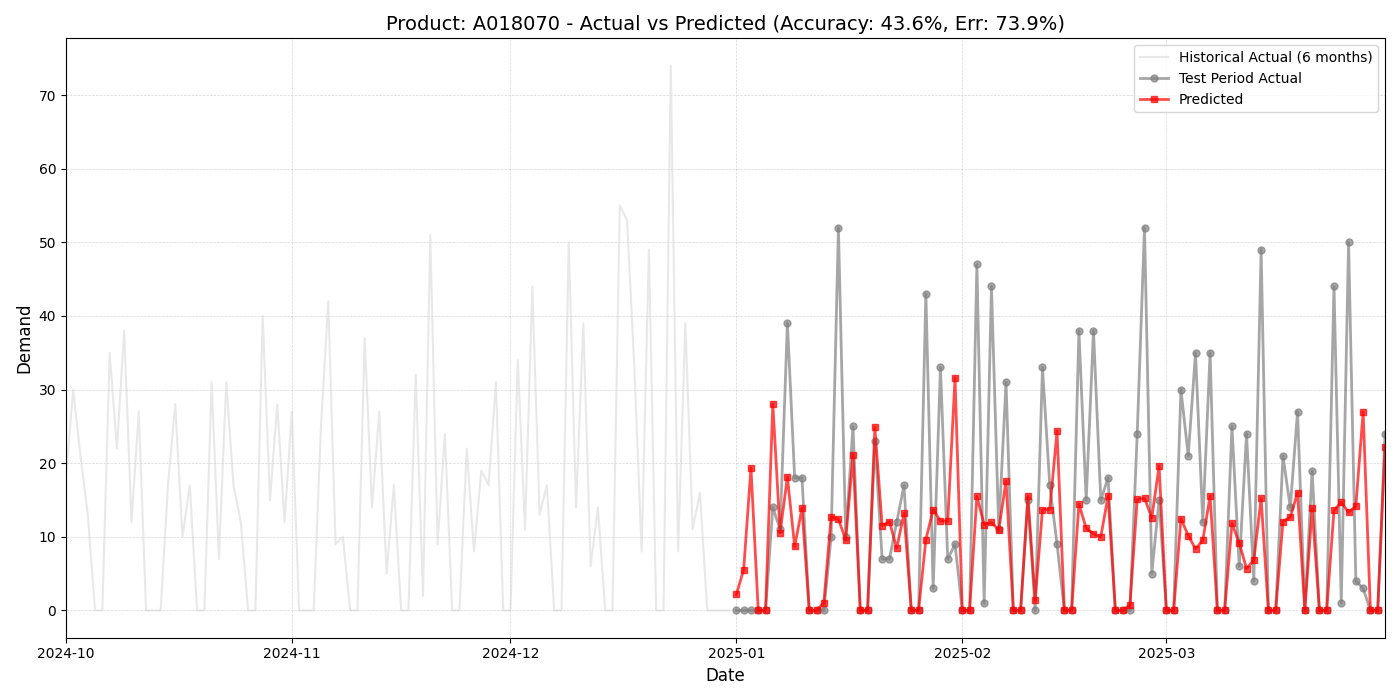 Product: A018070 - Actual vs Predicted (Accuracy: 43.6%, Err: 73.9%)
Historical Actual (6 months)
Test Period Actual
Predicted
Demand
70
60
50
40
30
20
10
0
2024-10
2024-11
2024-12
2025-01
2025-02
2025-03
Date